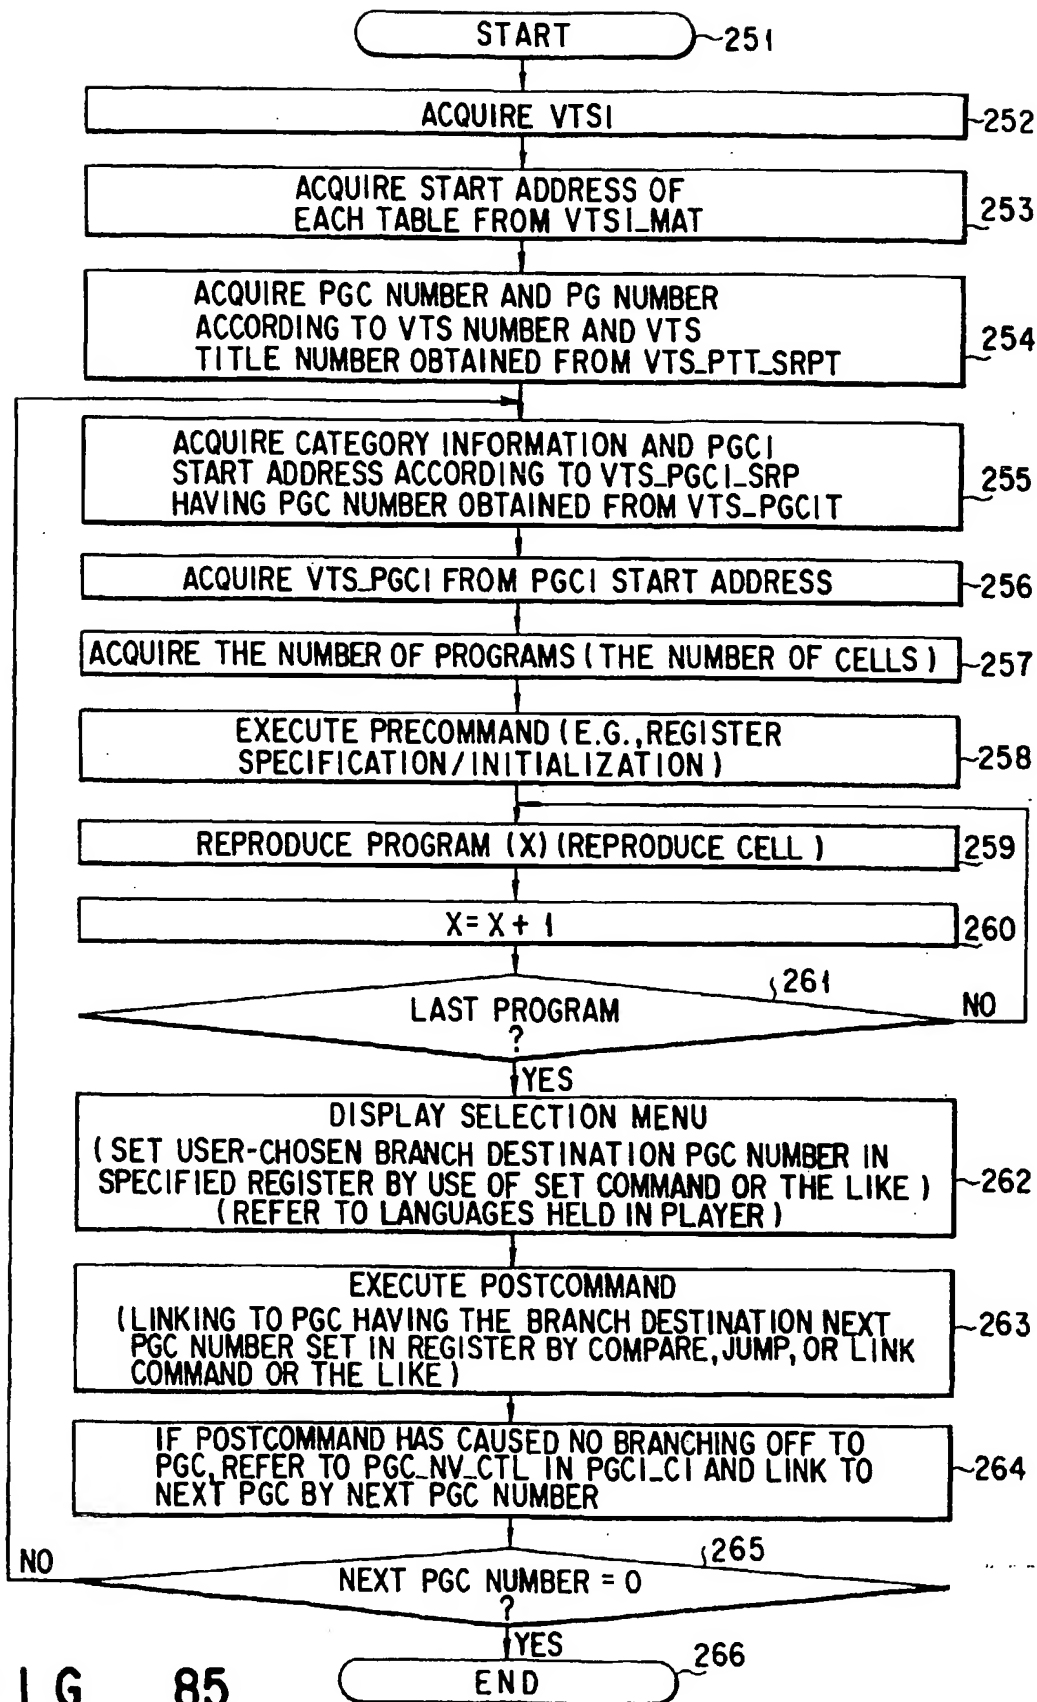 START
251
ACQUIRE VTSI
252
ACQUIRE START ADDRESS OF
EACH TABLE FROM VTSI_MAT
253
ACQUIRE PGC NUMBER AND PG NUMBER
ACCORDING TO VTS NUMBER AND VTS
TITLE NUMBER OBTAINED FROM VTS_PTT_SRPT
254
ACQUIRE CATEGORY INFORMATION AND PGCI
START ADDRESS ACCORDING TO VTS_PGCI_SRP
HAVING PGC NUMBER OBTAINED FROM VTS_PGCIT
255
ACQUIRE VTS_PGCI FROM PGCI START ADDRESS
256
ACQUIRE THE NUMBER OF PROGRAMS (THE NUMBER OF CELLS)
257
EXECUTE PRECOMMAND (E.G., REGISTER
SPECIFICATION/INITIALIZATION)
258
REPRODUCE PROGRAM (X) (REPRODUCE CELL)
259
X=X+1
260
261
LAST PROGRAM
?
NO
YES
DISPLAY SELECTION MENU
(SET USER-CHOSEN BRANCH DESTINATION PGC NUMBER IN
SPECIFIED REGISTER BY USE OF SET COMMAND OR THE LIKE)
(REFER TO LANGUAGES HELD IN PLAYER)
262
EXECUTE POSTCOMMAND
(LINKING TO PGC HAVING THE BRANCH DESTINATION NEXT
PGC NUMBER SET IN REGISTER BY COMPARE, JUMP, OR LINK
COMMAND OR THE LIKE)
263
IF POSTCOMMAND HAS CAUSED NO BRANCHING OFF TO
PGC, REFER TO PGC_NV_CTL IN PGCI_CI AND LINK TO
NEXT PGC BY NEXT PGC NUMBER
264
265
NO
NEXT PGC NUMBER = 0
?
YES
END
266
IG 85